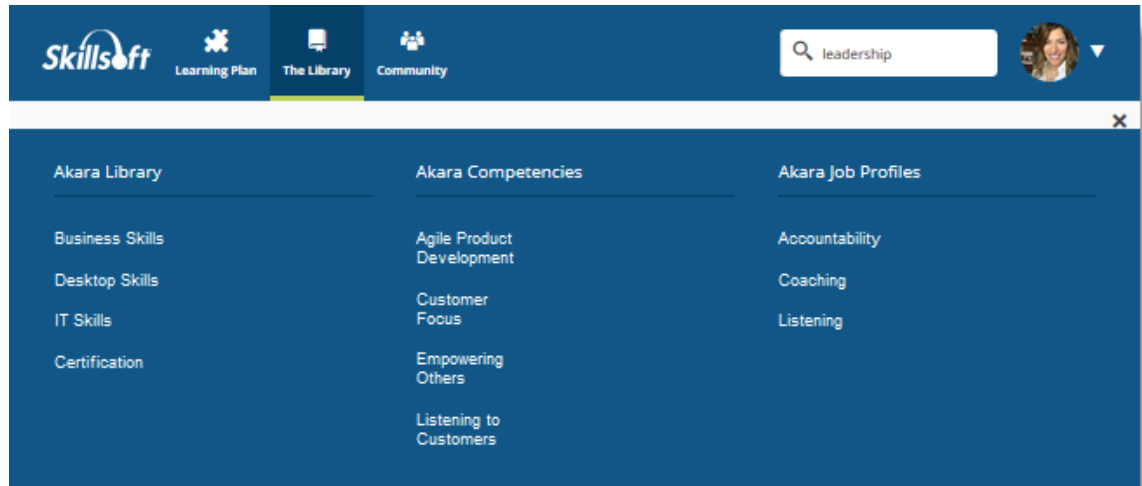 Skillsoft
Learning Plan
The Library
Community
leadership
Akara Library
Business Skills
Desktop Skills
IT Skills
Certification
Akara Competencies
Agile Product
Development
Customer
Focus
Empowering
Others
Listening to
Customers
Akara Job Profiles
Accountability
Coaching
Listening